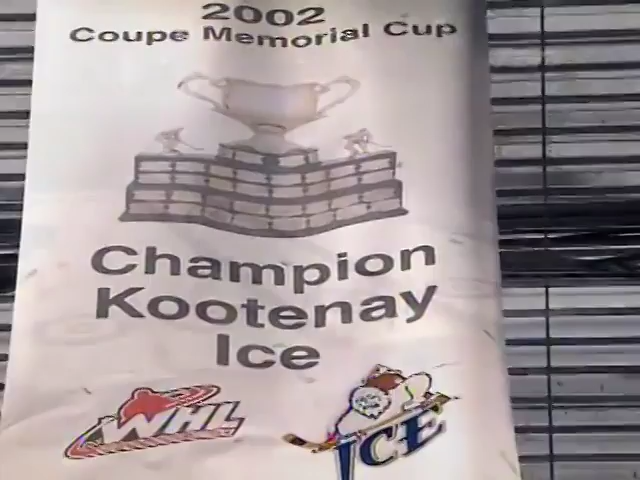 2002
Coupe Memorial Cup
Champion
Kootenay
Ice
WHL
ICE